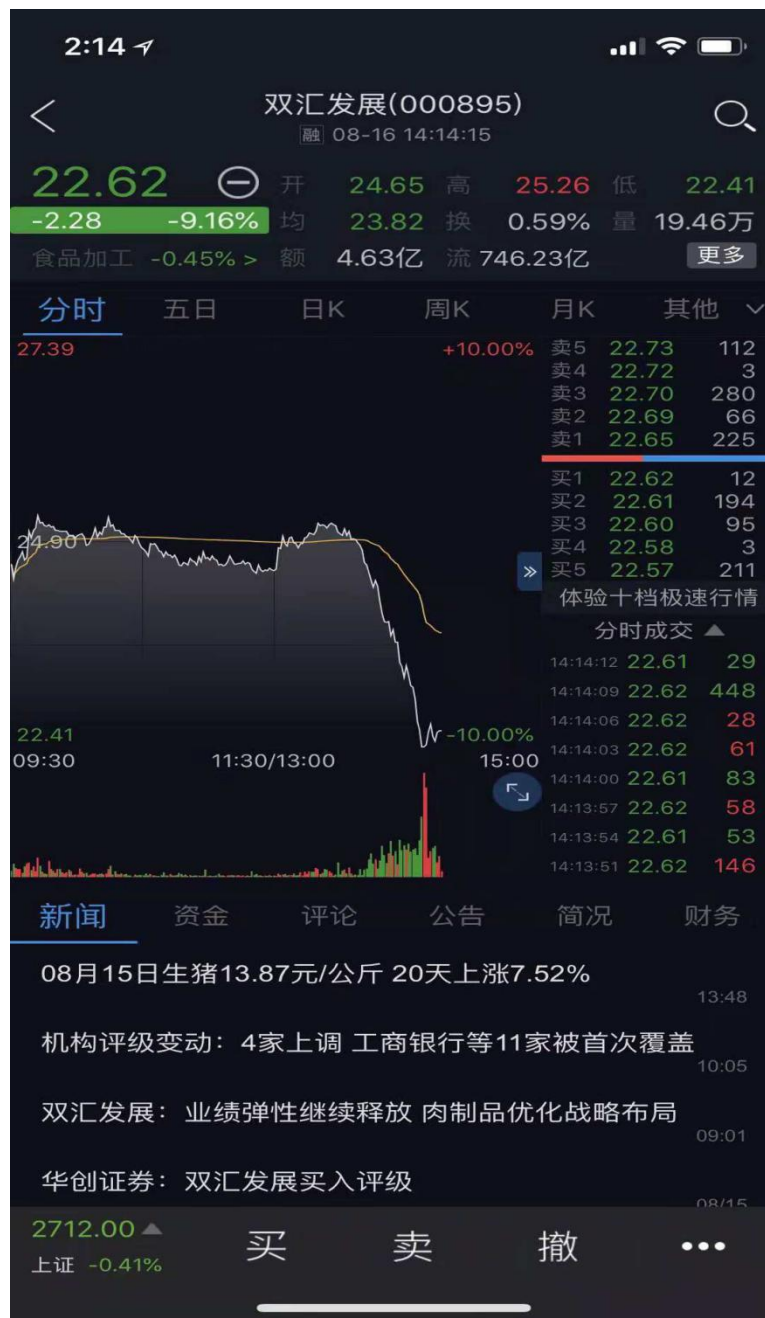 2:14
双汇发展(000895)
融 08-16 14:14:15
22.62 开 24.65 高 25.26 低 22.41
-2.28 -9.16% 均 23.82 换 0.59% 量 19.46万
食品加工 -0.45% > 额 4.63亿 流 746.23亿 更多
分时 五日 日K 周K 月K 其他
27.39 +10.00%
24.90
22.41 -10.00%
09:30 11:30/13:00 15:00
卖5 22.73 112
卖4 22.72 3
卖3 22.70 280
卖2 22.69 66
卖1 22.65 225
买1 22.62 12
买2 22.61 194
买3 22.60 95
买4 22.58 3
买5 22.57 211
体验十档极速行情
分时成交
14:14:12 22.61 29
14:14:09 22.62 448
14:14:06 22.62 28
14:14:03 22.62 61
14:14:00 22.61 83
14:13:57 22.62 58
14:13:54 22.61 53
14:13:51 22.62 146
新闻 资金 评论 公告 简况 财务
08月15日生猪13.87元/公斤 20天上涨7.52%
13:48
机构评级变动：4家上调 工商银行等11家被首次覆盖
10:05
双汇发展：业绩弹性继续释放 肉制品优化战略布局
09:01
华创证券：双汇发展买入评级
08/15
2712.00 买 卖 撤
上证 -0.41%